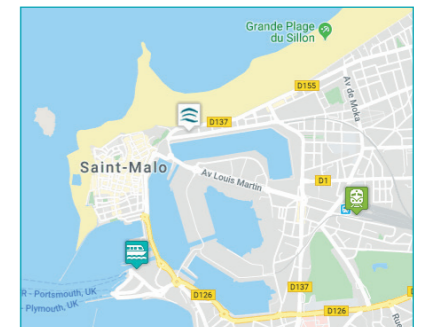 Grande Plage
du Sillon
D155
Av de Moka
D137
Saint-Malo
Av Louis Martin
D1
R - Portsmouth, UK
- Plymouth, UK
D126
D137
D126
Rue